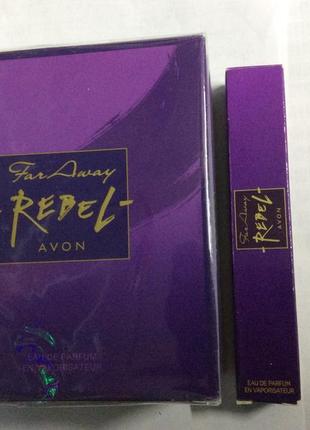 Far Away
REBEL
AVON
EAU DE PARFUM
EN VAPORISATEUR
Far Away
REBEL
AVON
EAU DE PARFUM
EN VAPORISATEUR